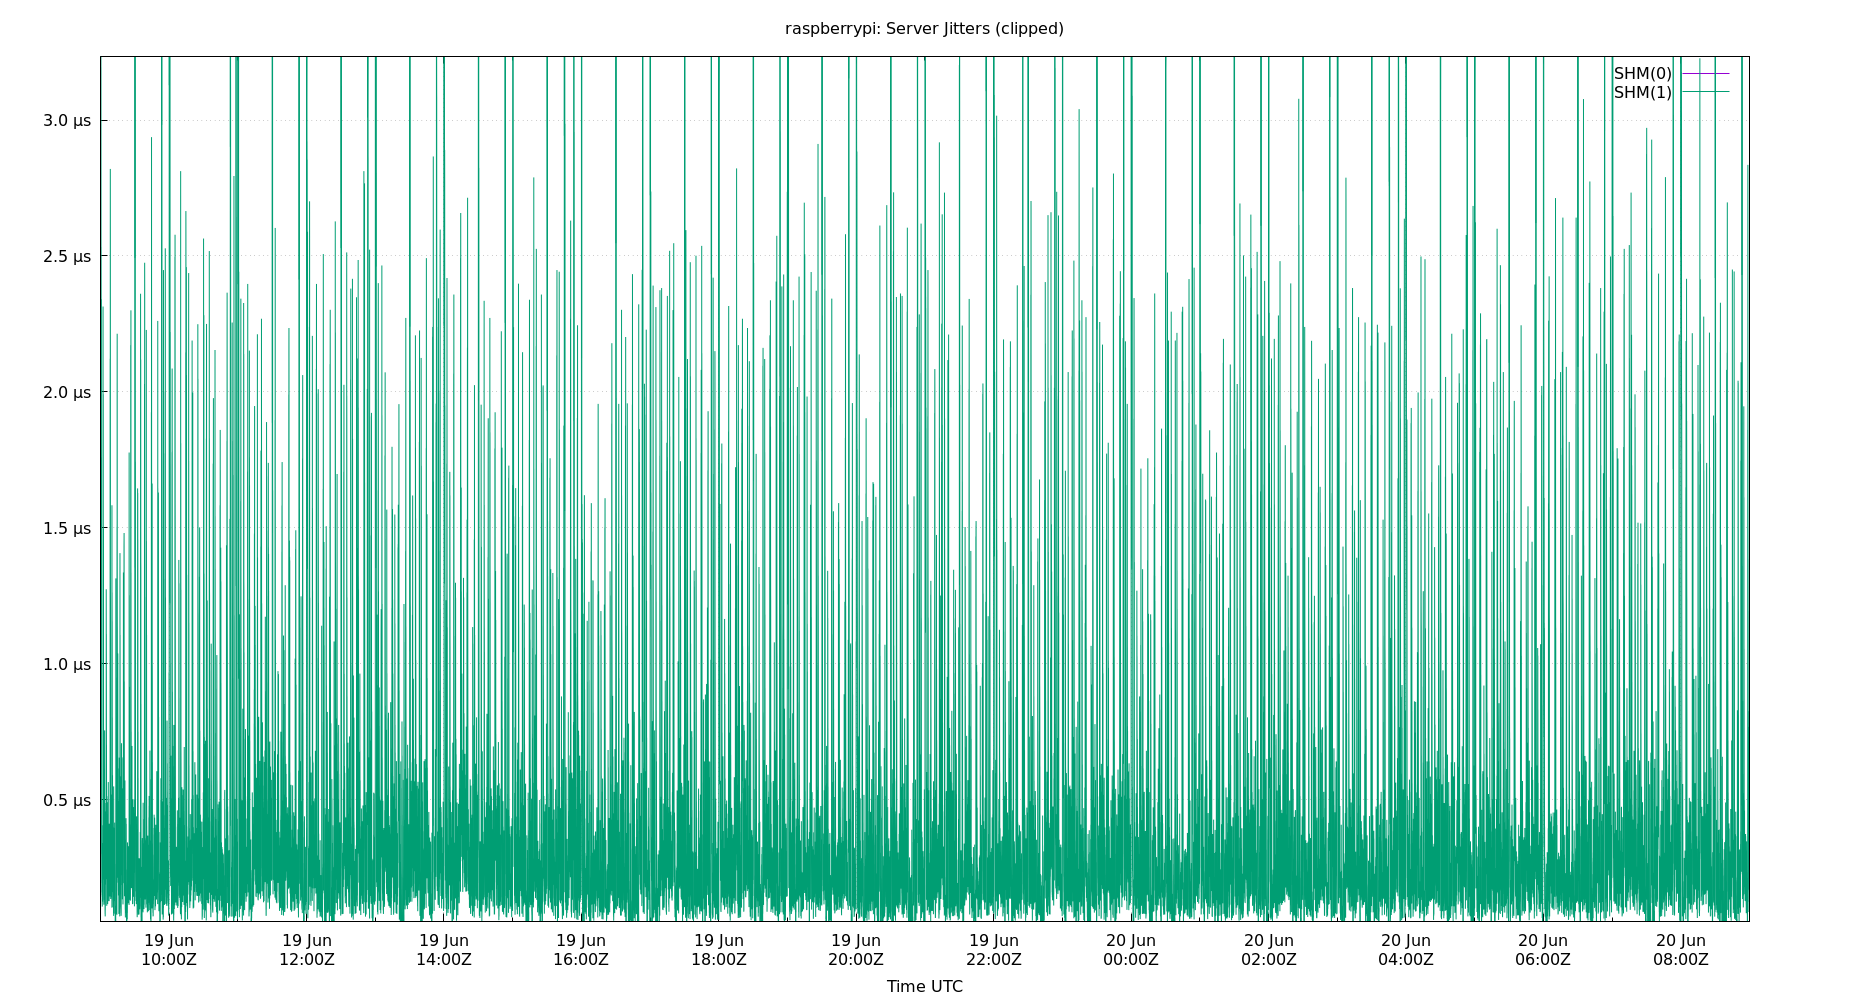 raspberrypi: Server Jitters (clipped)
SHM(0)
SHM(1)
3.0 µs
2.5 µs
2.0 µs
1.5 µs
1.0 µs
0.5 µs
19 Jun 19 Jun 19 Jun 19 Jun 19 Jun 19 Jun 19 Jun 20 Jun 20 Jun 20 Jun 20 Jun 20 Jun
10:00Z 12:00Z 14:00Z 16:00Z 18:00Z 20:00Z 22:00Z 00:00Z 02:00Z 04:00Z 06:00Z 08:00Z
Time UTC